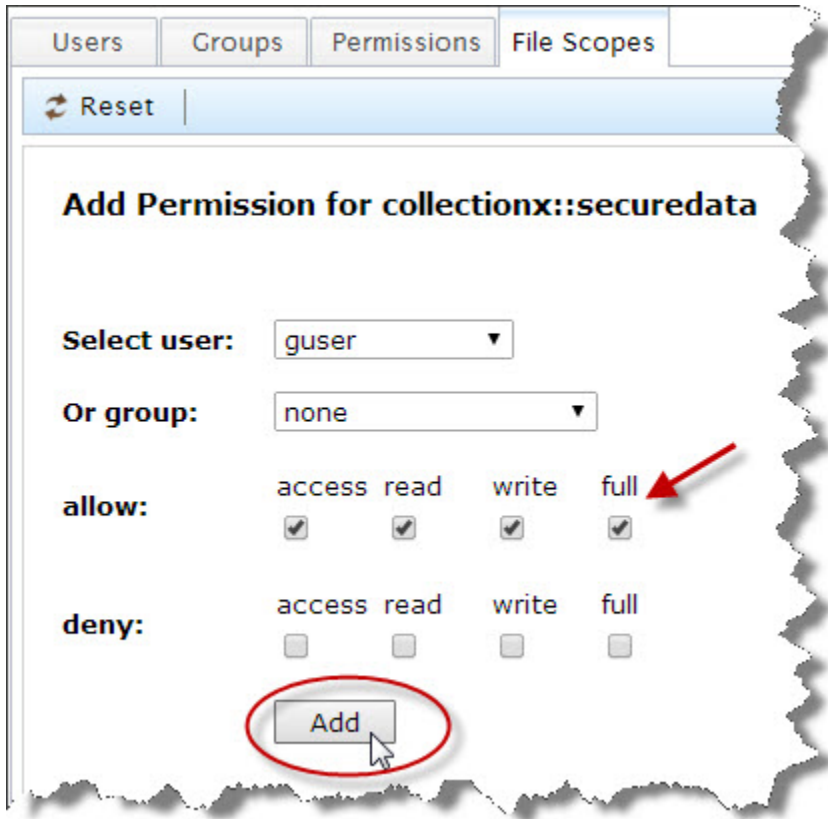 Users Groups Permissions File Scopes
Reset
Add Permission for collectionx::securedata
Select user: guser
Or group: none
access read write full
allow:
access read write full
deny:
Add